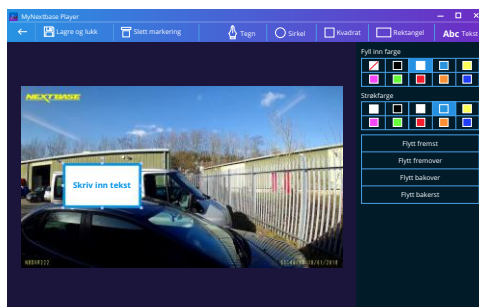 MyNextbase Player
Lagre og lukk
Slett markering
Tegn
Sirkel
Kvadrat
Rektangel
Abc Tekst
Fyll inn farge
Strøkfarge
Flytt fremst
Flytt fremover
Flytt bakover
Flytt bakerst
NEXTBASE
Skriv inn tekst